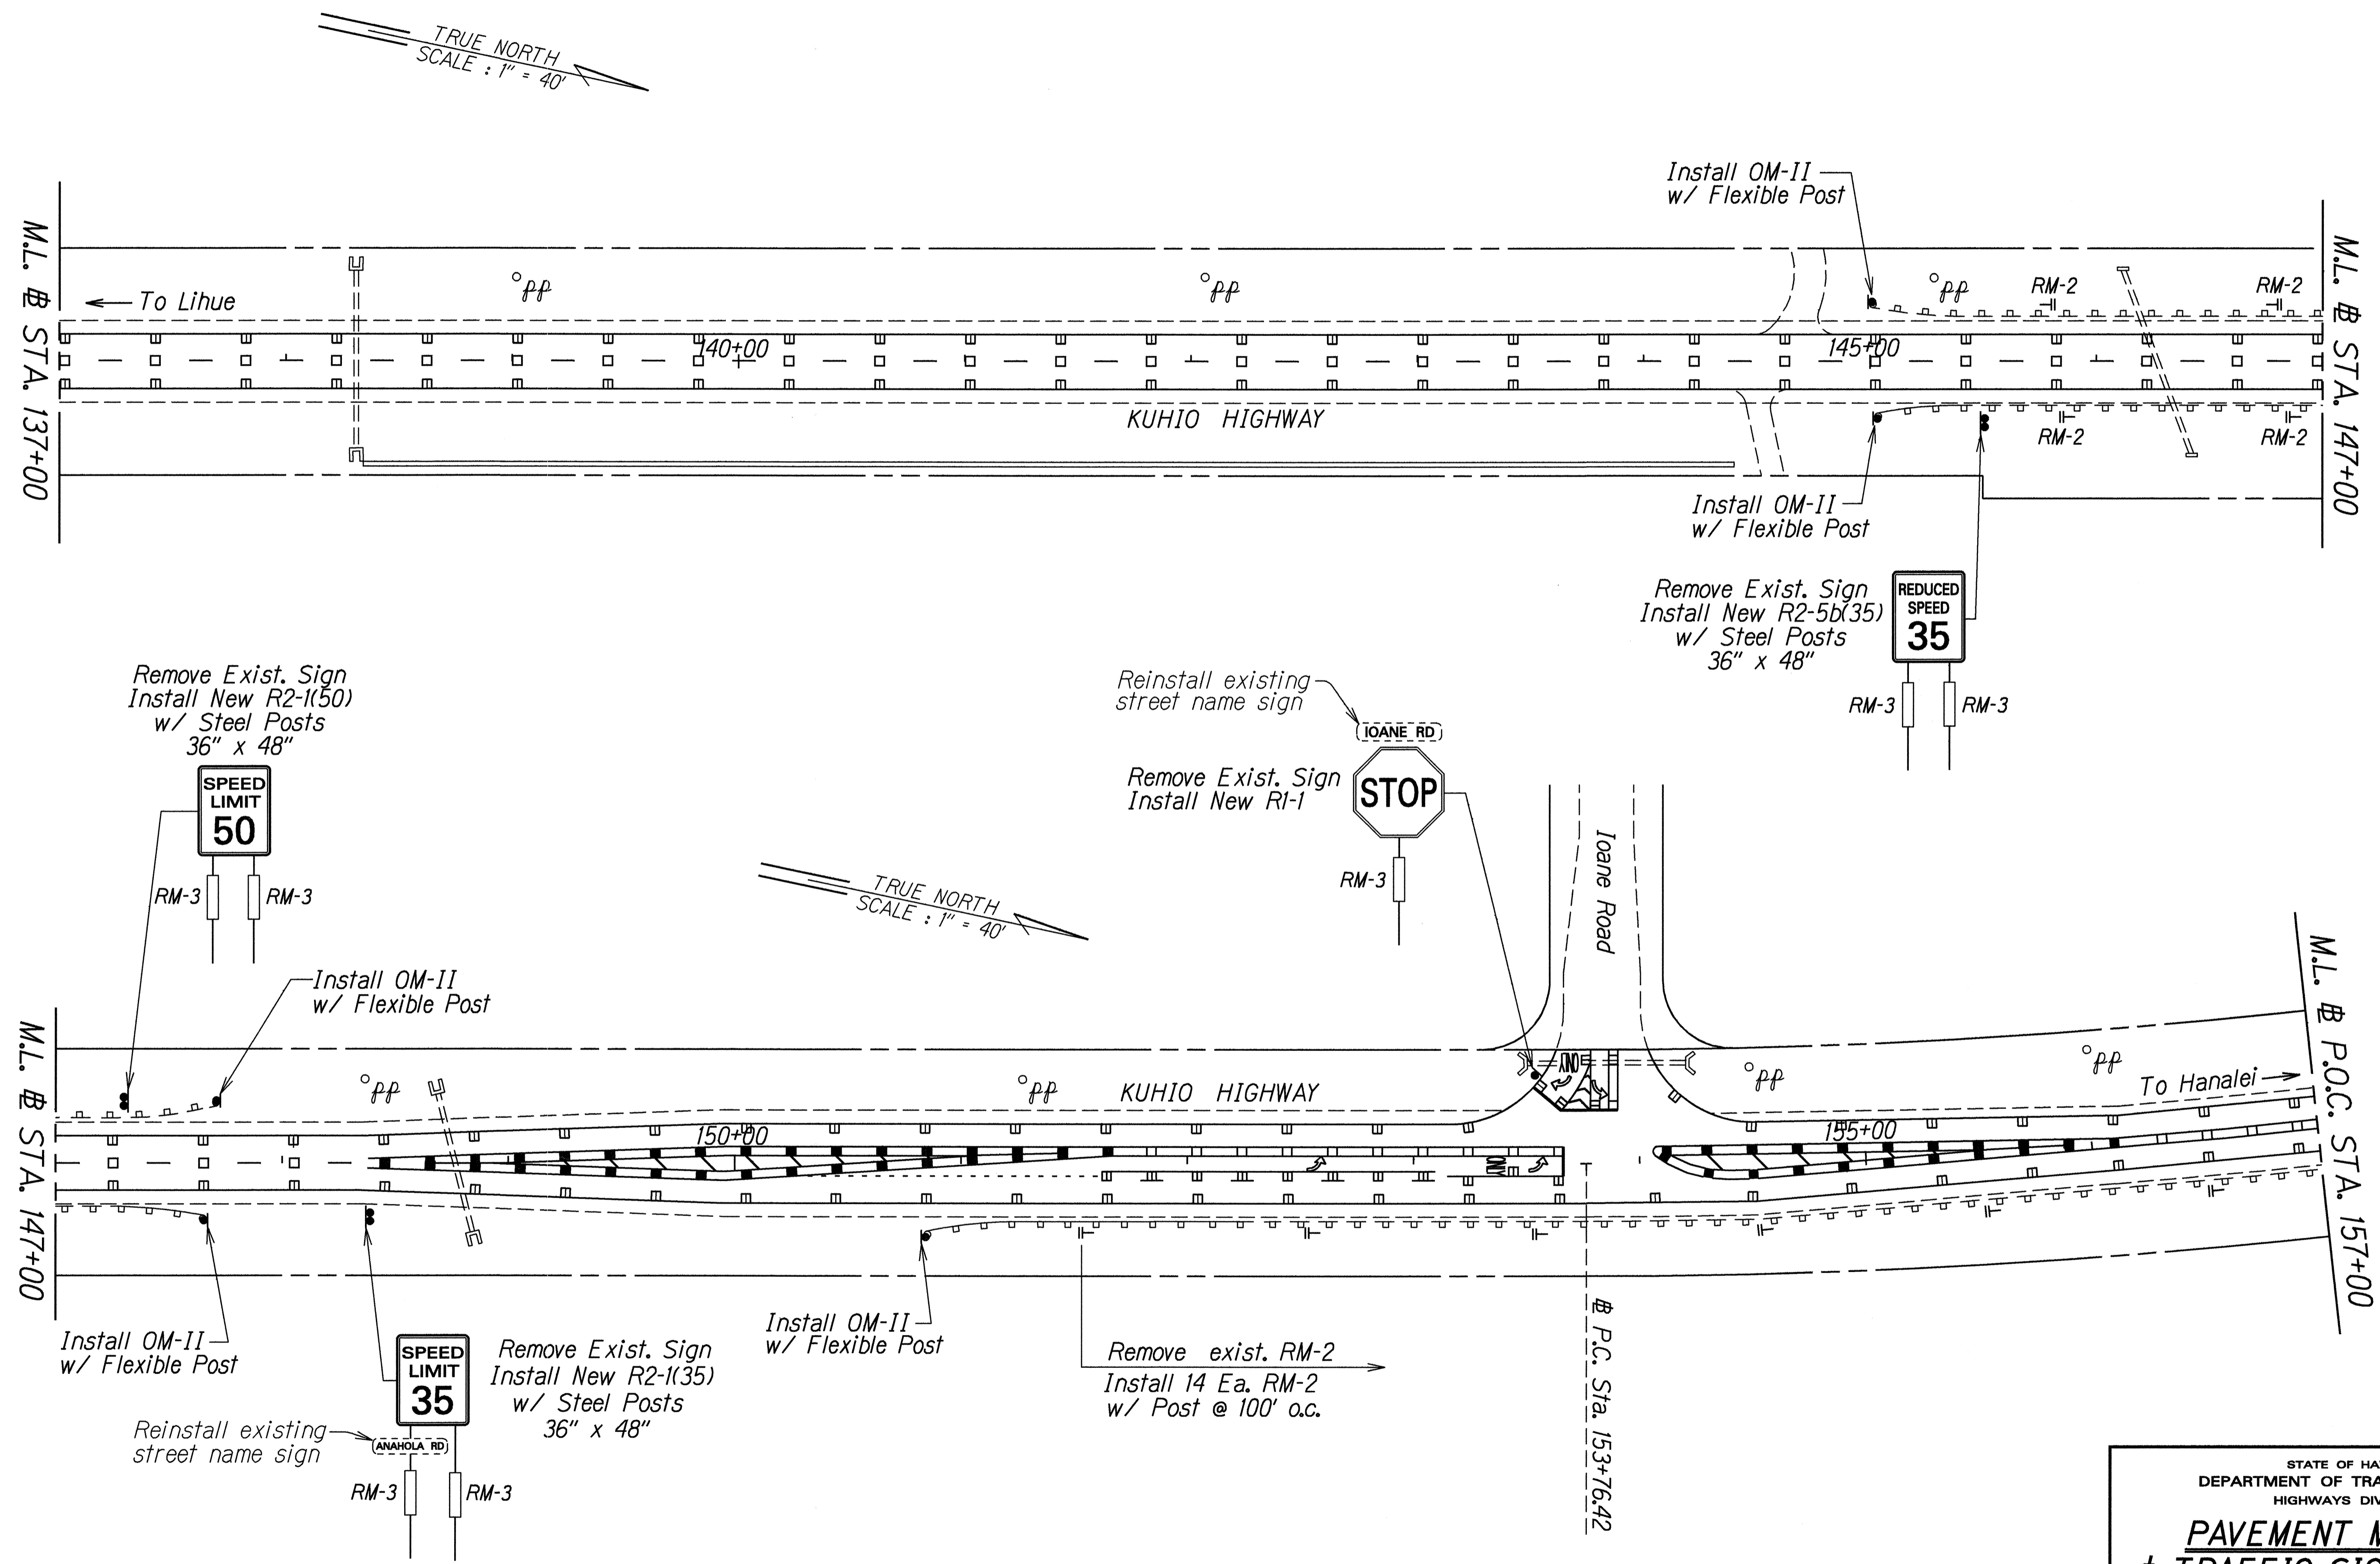 TRUE NORTH
SCALE : 1" = 40'
Install OM-II
w/ Flexible Post
M.L. ⅊ STA. 137+00
To Lihue
pp
pp
pp
RM-2
RM-2
M.L. ⅊ STA. 147+00
140+00
145+00
KUHIO HIGHWAY
RM-2
RM-2
Install OM-II
w/ Flexible Post
Remove Exist. Sign
Install New R2-5b(35)
w/ Steel Posts
36" x 48"
REDUCED
SPEED
35
RM-3
RM-3
Remove Exist. Sign
Install New R2-1(50)
w/ Steel Posts
36" x 48"
SPEED
LIMIT
50
RM-3
RM-3
Reinstall existing
street name sign
IOANE RD
Remove Exist. Sign
Install New R1-1
STOP
RM-3
Ioane Road
TRUE NORTH
SCALE : 1" = 40'
Install OM-II
w/ Flexible Post
M.L. ⅊ STA. 147+00
pp
pp
KUHIO HIGHWAY
ONLY
pp
pp
To Hanalei
M.L. ⅊ P.O.C. STA. 157+00
150+00
155+00
ONLY
Install OM-II
w/ Flexible Post
SPEED
LIMIT
35
Remove Exist. Sign
Install New R2-1(35)
w/ Steel Posts
36" x 48"
Reinstall existing
street name sign
ANAHOLA RD
RM-3
RM-3
Install OM-II
w/ Flexible Post
Remove exist. RM-2
Install 14 Ea. RM-2
w/ Post @ 100' o.c.
⅊ P.C. Sta. 153+76.42
STATE OF HA
DEPARTMENT OF TRA
HIGHWAYS DIV
PAVEMENT M